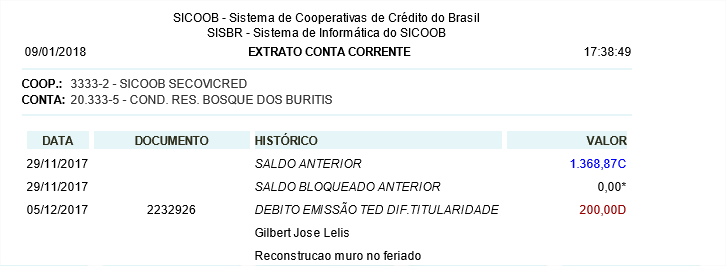 SICOOB - Sistema de Cooperativas de Crédito do Brasil
SISBR - Sistema de Informática do SICOOB
09/01/2018 EXTRATO CONTA CORRENTE 17:38:49
COOP.: 3333-2 - SICOOB SECOVICRED
CONTA: 20.333-5 - COND. RES. BOSQUE DOS BURITIS
DATA DOCUMENTO HISTÓRICO VALOR
29/11/2017 SALDO ANTERIOR 1.368,87C
29/11/2017 SALDO BLOQUEADO ANTERIOR 0,00*
05/12/2017 2232926 DEBITO EMISSÃO TED DIF.TITULARIDADE 200,00D
Gilbert Jose Lelis
Reconstrucao muro no feriado